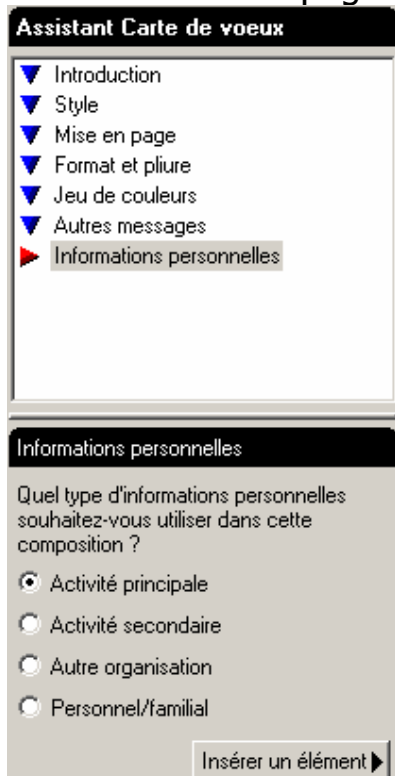 Assistant Carte de voeux
Introduction
Style
Mise en page
Format et pliure
Jeu de couleurs
Autres messages
Informations personnelles
Informations personnelles
Quel type d'informations personnelles
souhaitez-vous utiliser dans cette
composition ?
Activité principale
Activité secondaire
Autre organisation
Personnel/familial
Insérer un élément